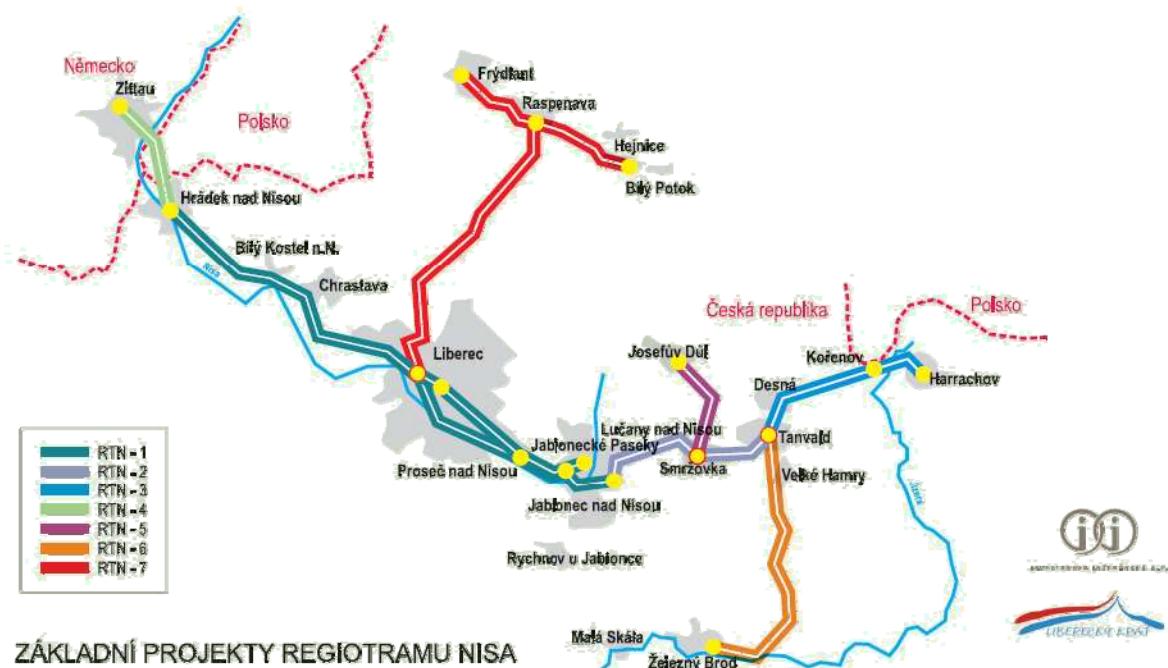 Německo
Zittau
Polsko
Frýdlant
Raspenava
Hejnice
Bílý Potok
Hrádek nad Nisou
Bílý Kostel n.N.
Nisa
Chrastava
Česká republika
Polsko
Liberec
Josefův Důl
Kořenov
Harrachov
Desná
Lučany nad Nisou
Tanvald
Jablonecké Paseky
Proseč nad Nisou
Smržovka
Velké Hamry
Jizera
Jablonec nad Nisou
Rychnov u Jablonce
Malá Skála
Železný Brod
RTN - 1
RTN - 2
RTN - 3
RTN - 4
RTN - 5
RTN - 6
RTN - 7
LIBERECKÝ KRAJ
ZÁKLADNÍ PROJEKTY REGIOTRAMU NISA